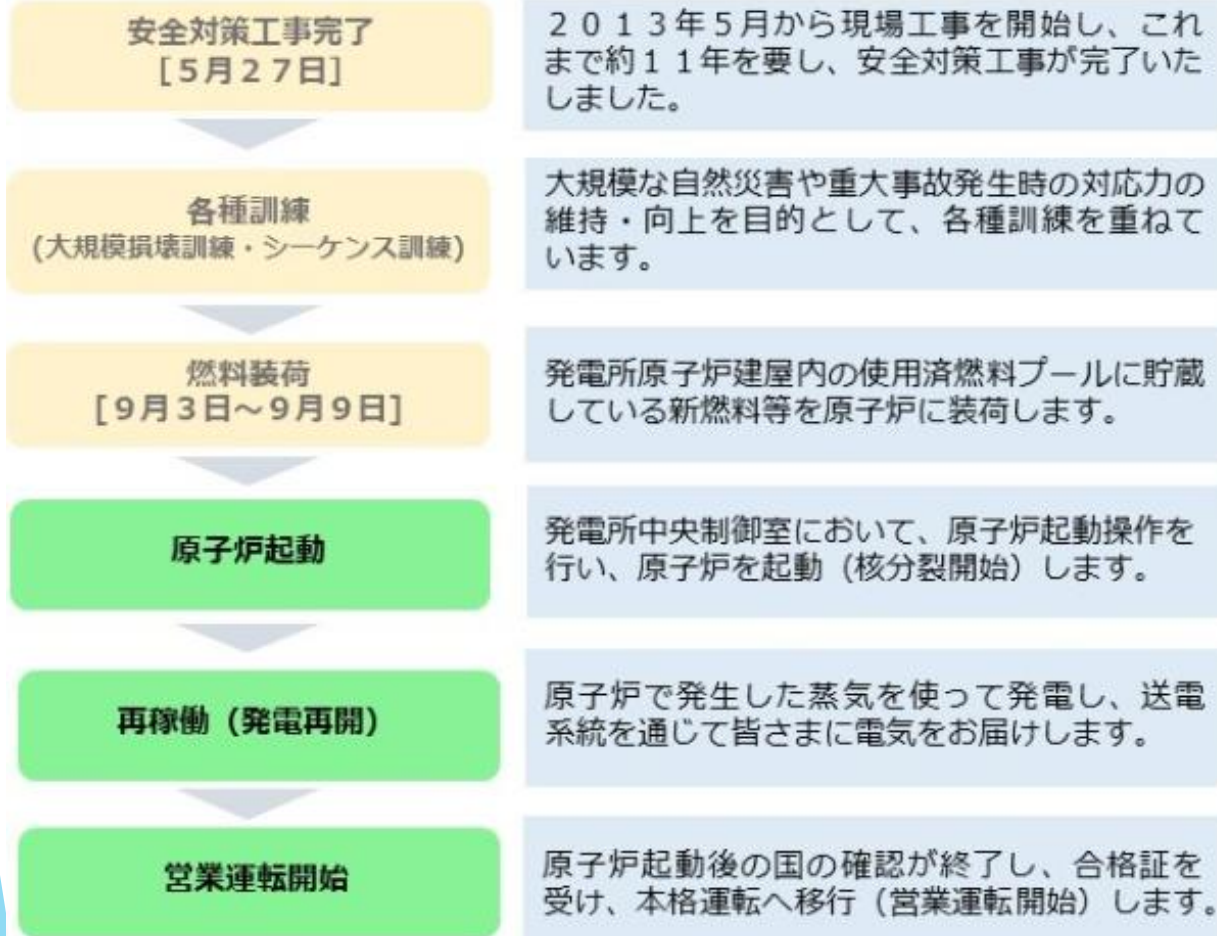 安全対策工事完了
[５月２７日]
２０１３年５月から現場工事を開始し、これ
まで約１１年を要し、安全対策工事が完了いた
しました。
各種訓練
(大規模損壊訓練・シーケンス訓練)
大規模な自然災害や重大事故発生時の対応力の
維持・向上を目的として、各種訓練を重ねて
います。
燃料装荷
[９月３日～９月９日]
発電所原子炉建屋内の使用済燃料プールに貯蔵
している新燃料等を原子炉に装荷します。
原子炉起動
発電所中央制御室において、原子炉起動操作を
行い、原子炉を起動（核分裂開始）します。
再稼働（発電再開）
原子炉で発生した蒸気を使って発電し、送電
系統を通じて皆さまに電気をお届けします。
営業運転開始
原子炉起動後の国の確認が終了し、合格証を
受け、本格運転へ移行（営業運転開始）します。